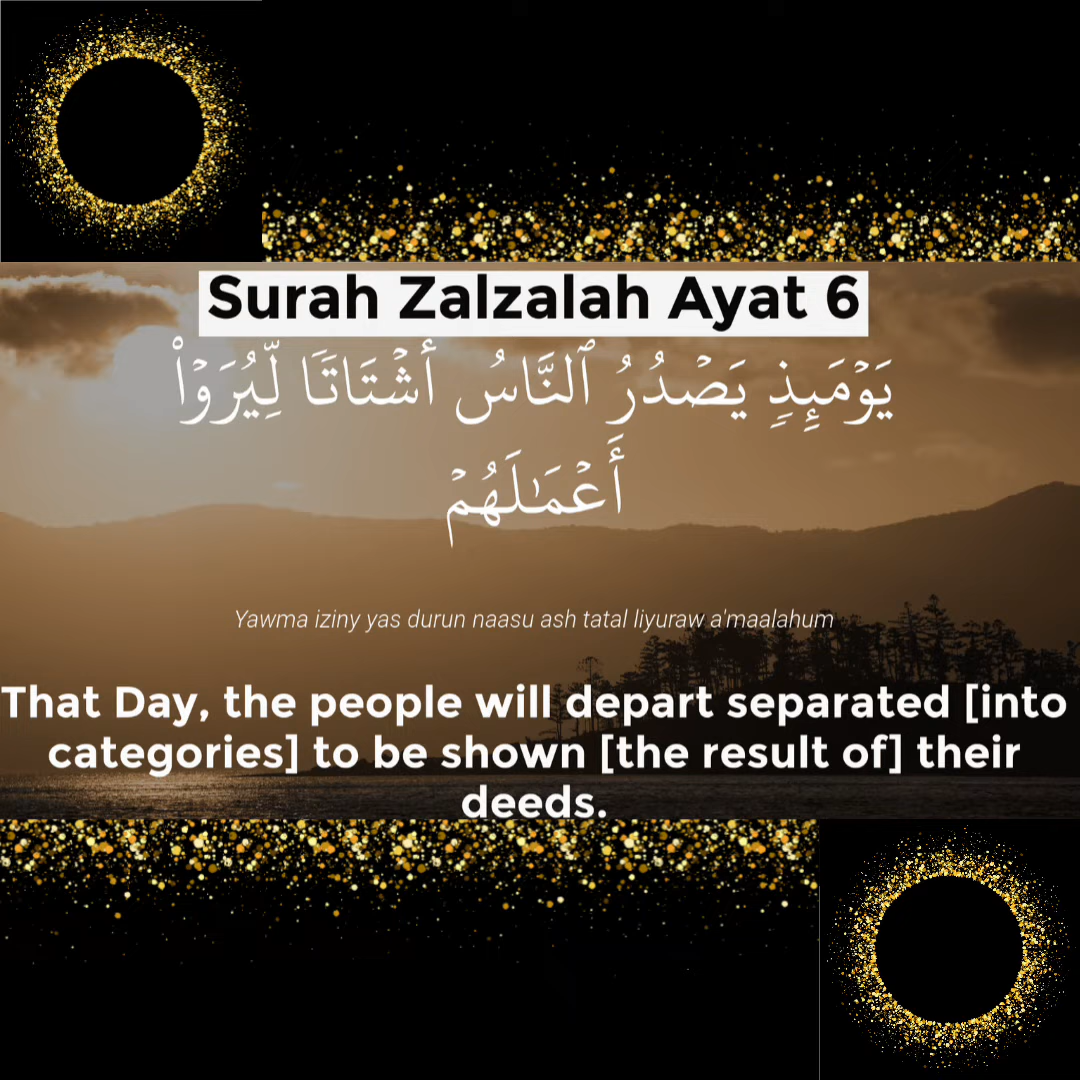 Surah Zalzalah Ayat 6
يَوۡمَئِذٖ يَصۡدُرُ ٱلنَّاسُ أَشۡتَاتٗا لِّيُرَوۡاْ
أَعۡمَٰلَهُمۡ
Yawma iziny yas durun naasu ash tatal liyuraw a'maalahum
That Day, the people will depart separated [into
categories] to be shown [the result of] their
deeds.